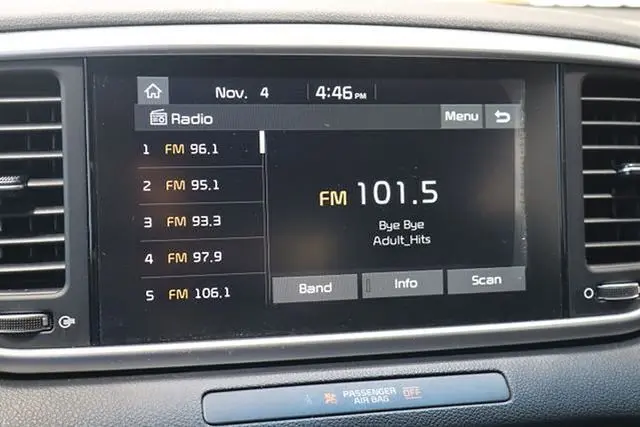 Nov. 4 4:46 PM
Radio Menu
1 FM 96.1
2 FM 95.1
3 FM 93.3
4 FM 97.9
5 FM 106.1
FM 101.5
Bye Bye
Adult_Hits
Band Info Scan
PASSENGER
AIR BAG OFF